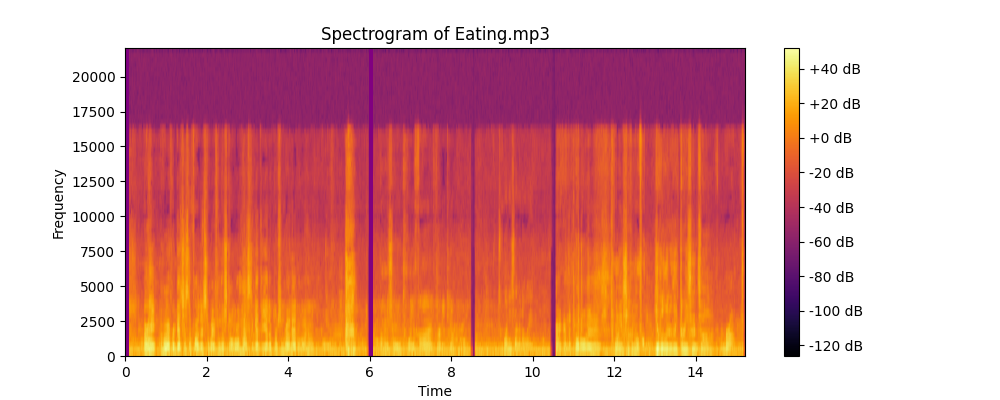 Spectrogram of Eating.mp3
Frequency
20000
17500
15000
12500
10000
7500
5000
2500
0
0 2 4 6 8 10 12 14
Time
+40 dB
+20 dB
+0 dB
-20 dB
-40 dB
-60 dB
-80 dB
-100 dB
-120 dB